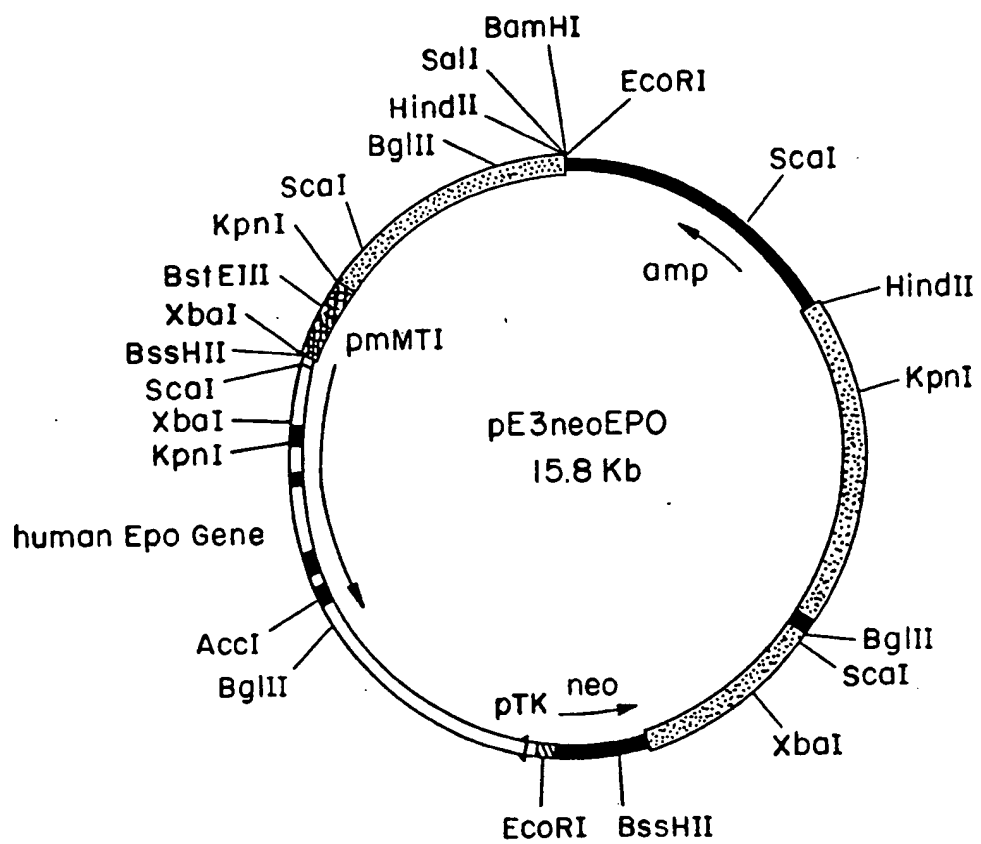 BamHI
SalI
EcoRI
HindII
BglII
ScaI
ScaI
KpnI
amp
BstEIII
HindII
XbaI
pmMTI
BssHII
KpnI
ScaI
XbaI
pE3neoEPO
KpnI
15.8 Kb
human Epo Gene
AccI
BglII
BglII
ScaI
pTK neo
XbaI
EcoRI BssHII